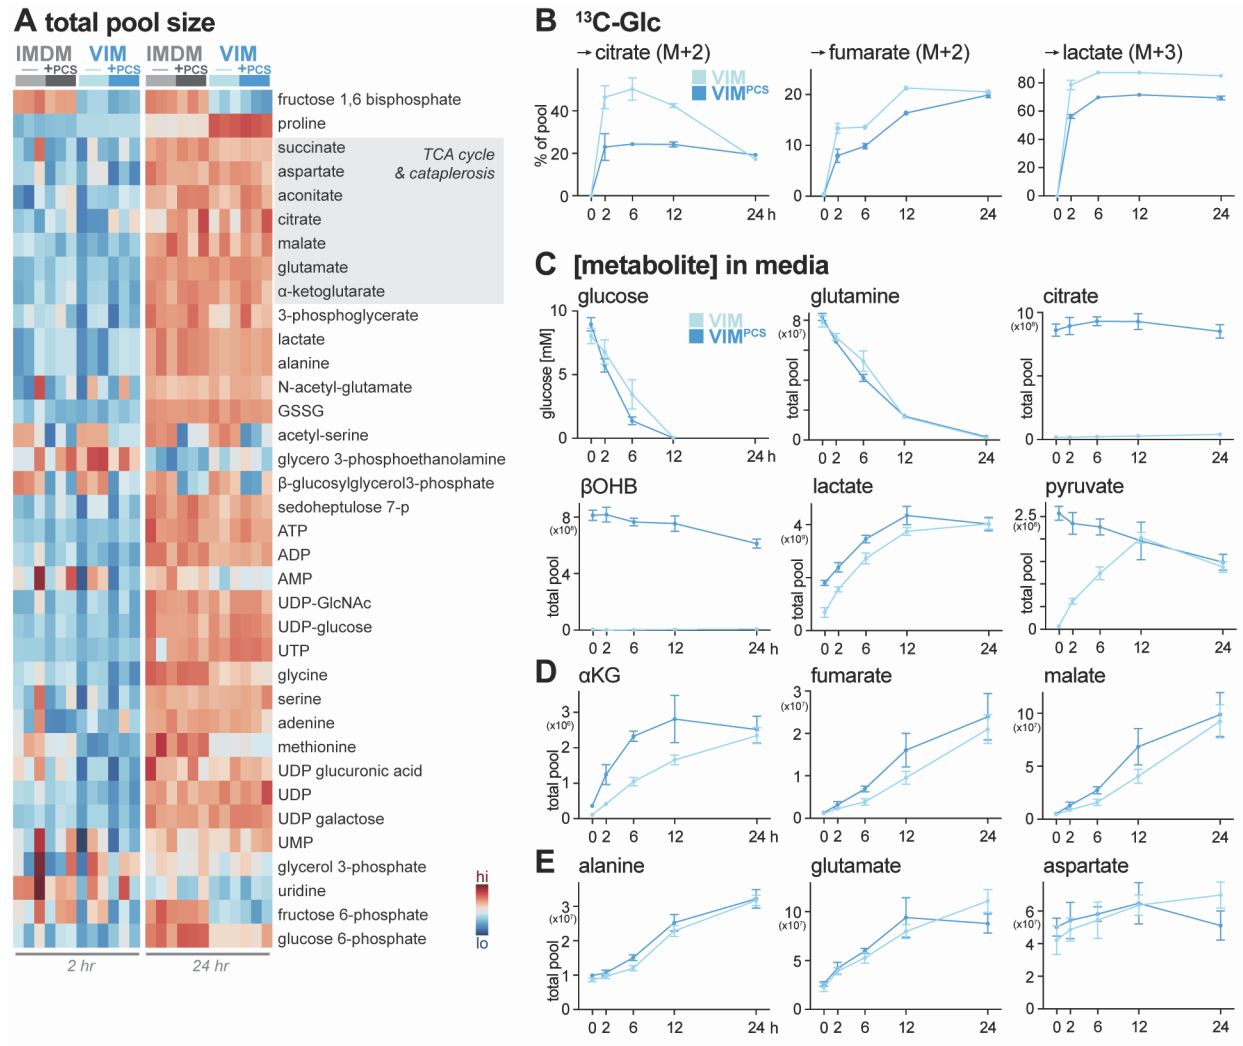 A total pool size
IMDM VIM IMDM VIM
— +PCS — +PCS — +PCS — +PCS
fructose 1,6 bisphosphate
proline
succinate
TCA cycle
& cataplerosis
aspartate
aconitate
citrate
malate
glutamate
α-ketoglutarate
3-phosphoglycerate
lactate
alanine
N-acetyl-glutamate
GSSG
acetyl-serine
glycero 3-phosphoethanolamine
β-glucosylglycerol3-phosphate
sedoheptulose 7-p
ATP
ADP
AMP
UDP-GlcNAc
UDP-glucose
UTP
glycine
serine
adenine
methionine
UDP glucuronic acid
UDP
UDP galactose
UMP
glycerol 3-phosphate
uridine
fructose 6-phosphate
glucose 6-phosphate
hi
lo
2 hr 24 hr
B ¹³C-Glc
→ citrate (M+2) → fumarate (M+2) → lactate (M+3)
VIM
VIMᴾᶜˢ
% of pool
40
20
0
0 2 6 12 24 h
20
10
0
0 2 6 12 24
80
60
40
20
0
0 2 6 12 24
C [metabolite] in media
glucose glutamine citrate
VIM
VIMᴾᶜˢ
glucose [mM]
10
5
0
0 2 6 12 24 h
total pool
8
(x10⁷)
4
0
0 2 6 12 24
total pool
10
(x10⁸)
0
0 2 6 12 24
βOHB lactate pyruvate
total pool
8
(x10⁸)
4
0
0 2 6 12 24 h
total pool
4
(x10⁹)
2
0
0 2 6 12 24
total pool
2.5
(x10⁸)
0
0 2 6 12 24
D αKG fumarate malate
total pool
3
(x10⁶)
2
1
0
0 2 6 12 24 h
3
(x10⁷)
2
1
0
0 2 6 12 24
10
(x10⁷)
5
0
0 2 6 12 24
E alanine glutamate aspartate
total pool
3
(x10⁷)
2
1
0
0 2 6 12 24 h
10
(x10⁷)
5
0
0 2 6 12 24
6
(x10⁷)
4
2
0
0 2 6 12 24